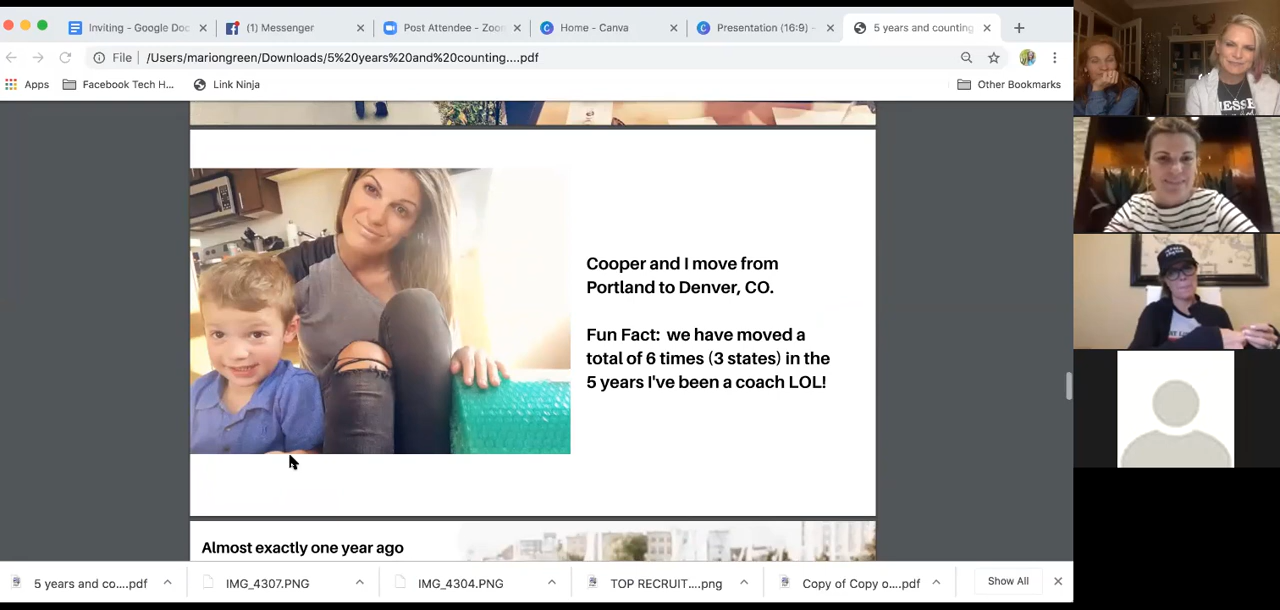 Inviting - Google Doc
(1) Messenger
Post Attendee - Zoo
Home - Canva
Presentation (16:9) -
5 years and counting
File
/Users/mariongreen/Downloads/5%20years%20and%20counting....pdf
Apps
Facebook Tech H...
Link Ninja
Other Bookmarks
Cooper and I move from
Portland to Denver, CO.
Fun Fact: we have moved a
total of 6 times (3 states) in the
5 years I've been a coach LOL!
Almost exactly one year ago
5 years and co....pdf
IMG_4307.PNG
IMG_4304.PNG
TOP RECRUIT....png
Copy of Copy o....pdf
Show All